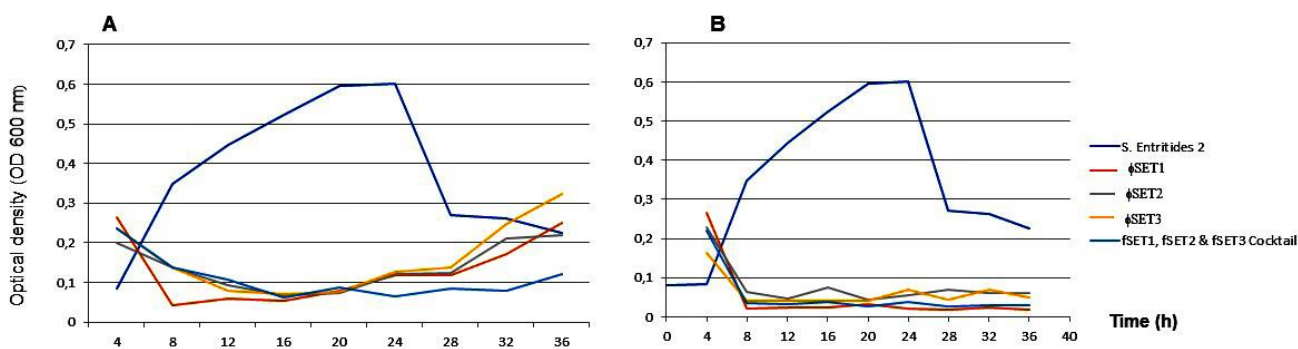 A
B
0,7
0,6
0,5
0,4
0,3
0,2
0,1
0
4 8 12 16 20 24 28 32 36
Optical density (OD 600 nm)
0,7
0,6
0,5
0,4
0,3
0,2
0,1
0
0 4 8 12 16 20 24 28 32 36 40
Time (h)
S. Entritides 2
ϕSET1
ϕSET2
ϕSET3
fSET1, fSET2 & fSET3 Cocktail